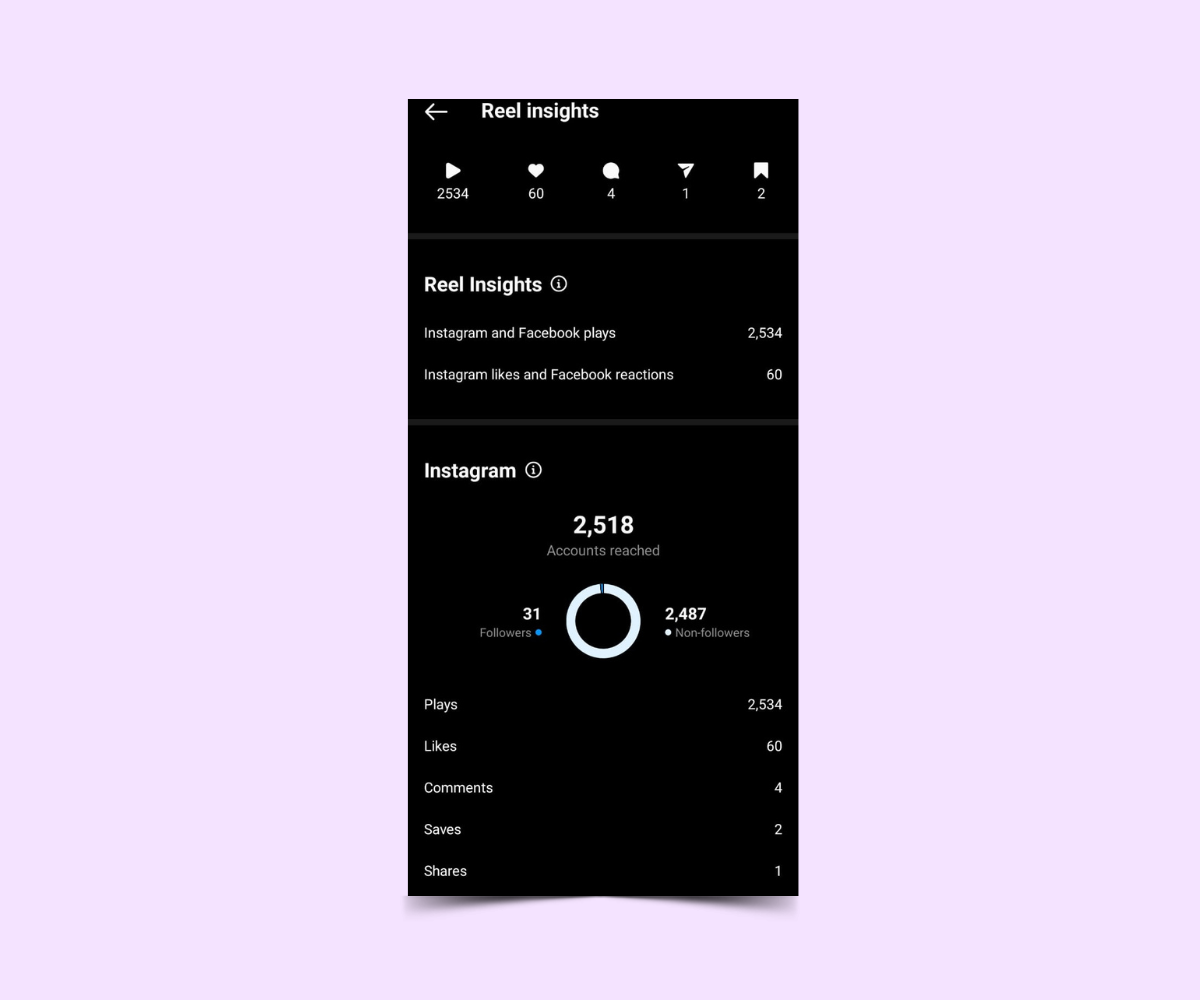 Reel insights
2534 60 4 1 2
Reel Insights
Instagram and Facebook plays 2,534
Instagram likes and Facebook reactions 60
Instagram
2,518
Accounts reached
31 2,487
Followers Non-followers
Plays 2,534
Likes 60
Comments 4
Saves 2
Shares 1